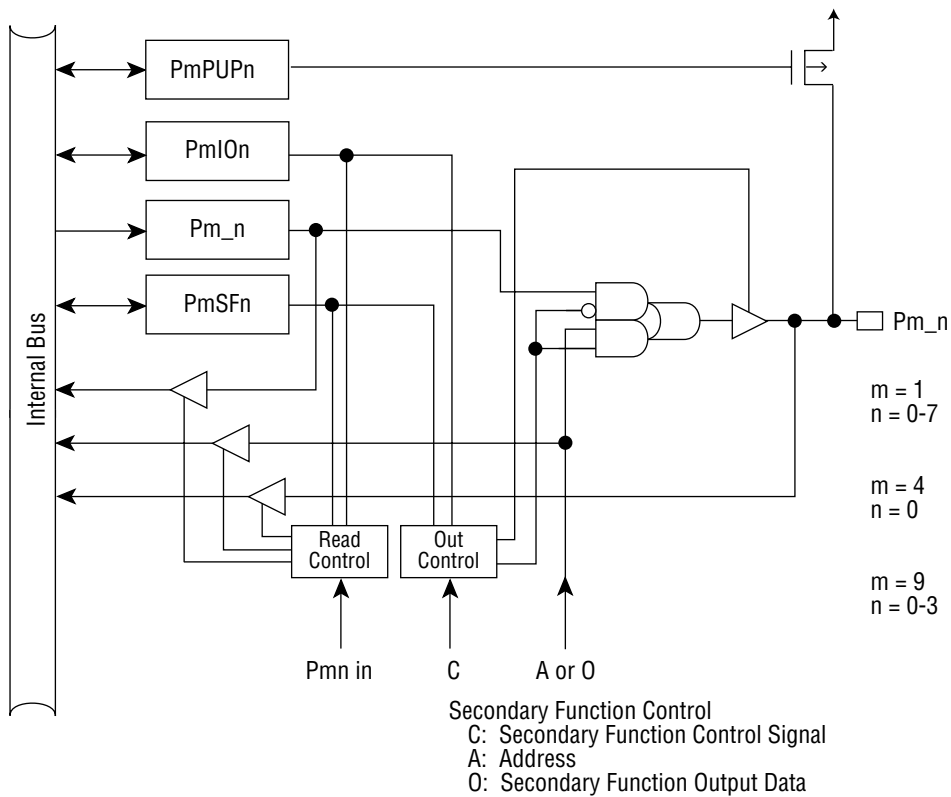 PmPUPn
PmIOn
Pm_n
PmSFn
Internal Bus
Pm_n
m = 1
n = 0-7
m = 4
n = 0
m = 9
n = 0-3
Read
Control
Out
Control
Pmn in
C
A or O
Secondary Function Control
C: Secondary Function Control Signal
A: Address
O: Secondary Function Output Data